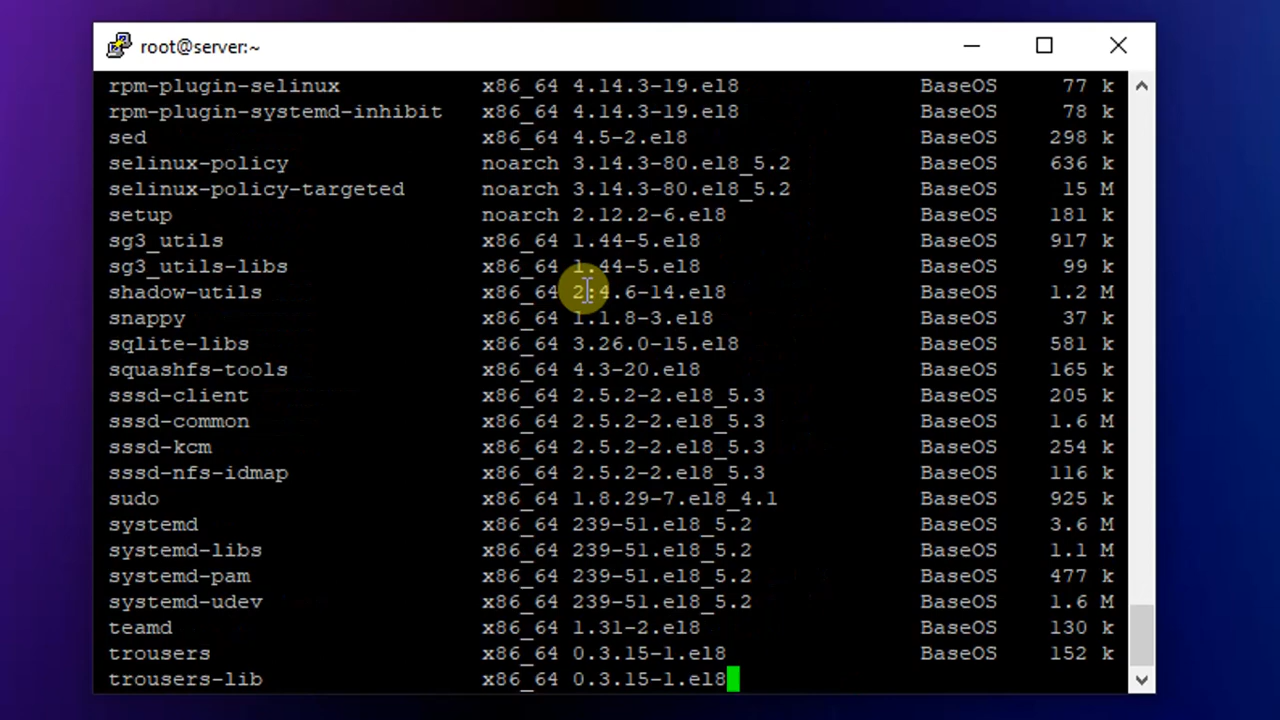 root@server:~
rpm-plugin-selinux x86_64 4.14.3-19.el8 BaseOS 77 k
rpm-plugin-systemd-inhibit x86_64 4.14.3-19.el8 BaseOS 78 k
sed x86_64 4.5-2.el8 BaseOS 298 k
selinux-policy noarch 3.14.3-80.el8_5.2 BaseOS 636 k
selinux-policy-targeted noarch 3.14.3-80.el8_5.2 BaseOS 15 M
setup noarch 2.12.2-6.el8 BaseOS 181 k
sg3_utils x86_64 1.44-5.el8 BaseOS 917 k
sg3_utils-libs x86_64 1.44-5.el8 BaseOS 99 k
shadow-utils x86_64 2:4.6-14.el8 BaseOS 1.2 M
snappy x86_64 1.1.8-3.el8 BaseOS 37 k
sqlite-libs x86_64 3.26.0-15.el8 BaseOS 581 k
squashfs-tools x86_64 4.3-20.el8 BaseOS 165 k
sssd-client x86_64 2.5.2-2.el8_5.3 BaseOS 205 k
sssd-common x86_64 2.5.2-2.el8_5.3 BaseOS 1.6 M
sssd-kcm x86_64 2.5.2-2.el8_5.3 BaseOS 254 k
sssd-nfs-idmap x86_64 2.5.2-2.el8_5.3 BaseOS 116 k
sudo x86_64 1.8.29-7.el8_4.1 BaseOS 925 k
systemd x86_64 239-51.el8_5.2 BaseOS 3.6 M
systemd-libs x86_64 239-51.el8_5.2 BaseOS 1.1 M
systemd-pam x86_64 239-51.el8_5.2 BaseOS 477 k
systemd-udev x86_64 239-51.el8_5.2 BaseOS 1.6 M
teamd x86_64 1.31-2.el8 BaseOS 130 k
trousers x86_64 0.3.15-1.el8 BaseOS 152 k
trousers-lib x86_64 0.3.15-1.el8